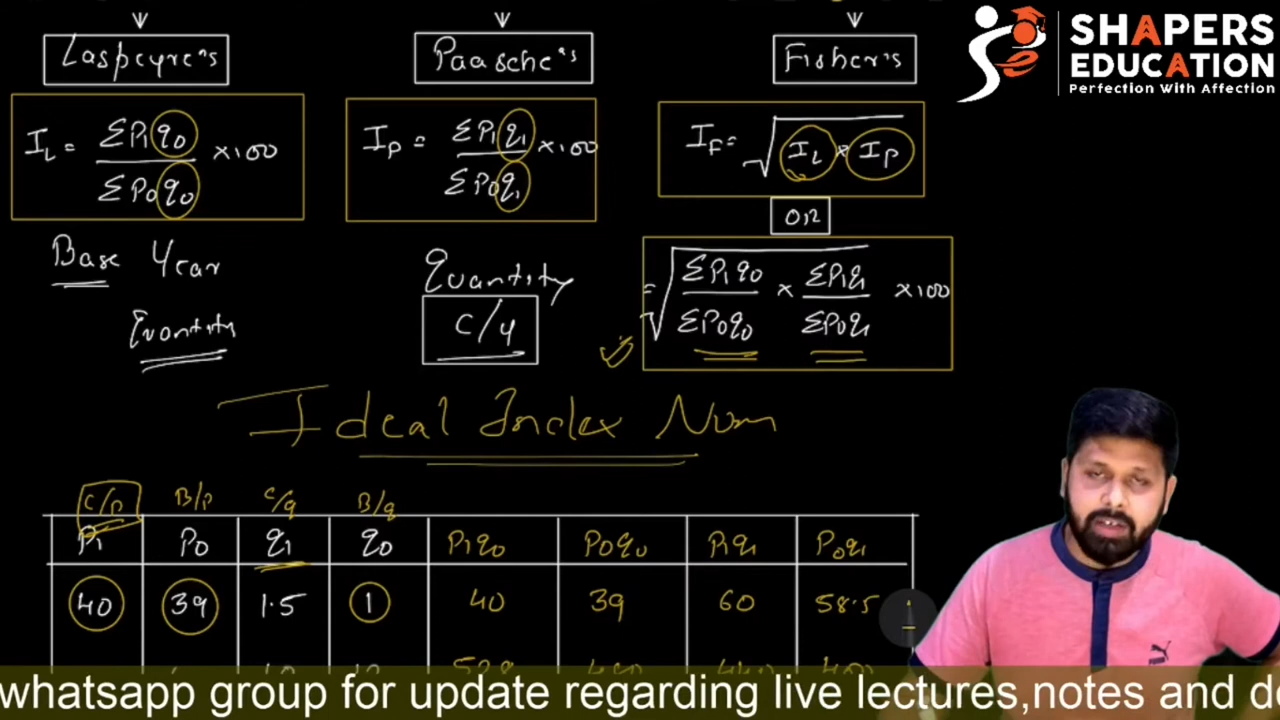 SHAPERS
EDUCATION
Perfection With Affection
Laspeyre's
Paasche's
Fisher's
IL = ΣP1q0 / ΣP0q0 ×100
IP = ΣP1q1 / ΣP0q1 ×100
IF = √IL × IP
OR
= √ΣP1q0 / ΣP0q0 × ΣP1q1 / ΣP0q1 ×100
Base Year
Quantity
Quantity
C/Y
Ideal Index Num
C/P B/P C/q B/q
P1 P0 q1 q0 P1q0 P0q0 P1q1 P0q1
40 39 1.5 1 40 39 60 58.5
whatsapp group for update regarding live lectures,notes and d